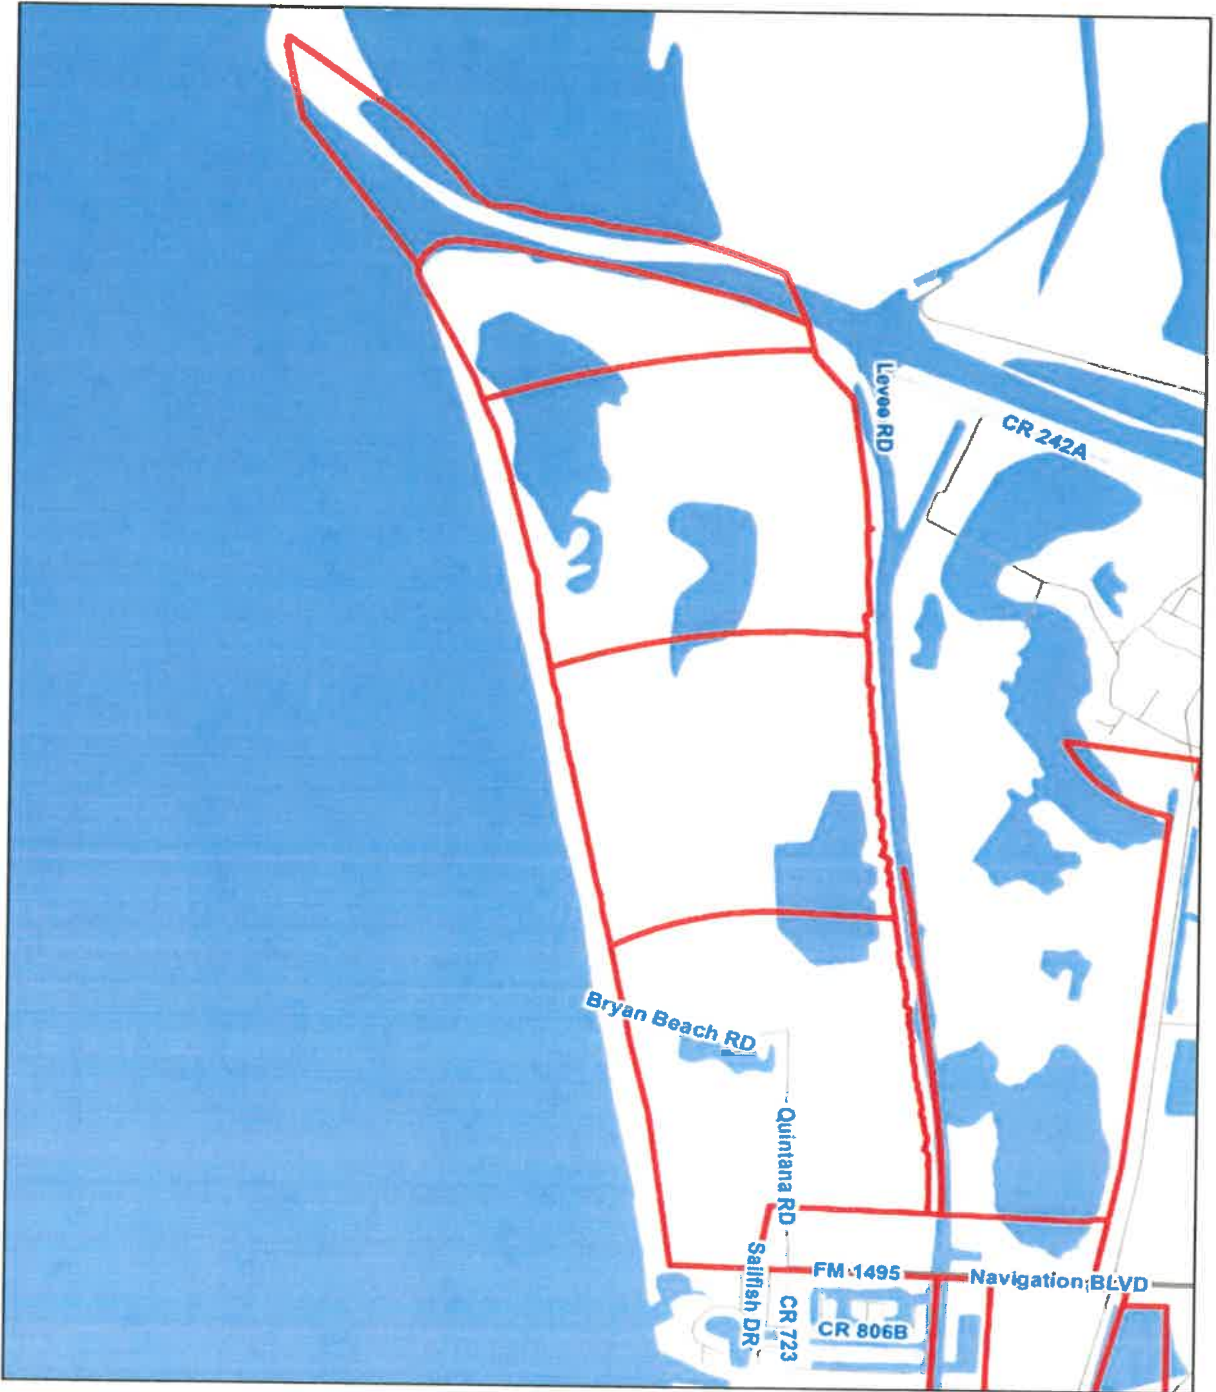 Levee RD
CR 242A
Bryan Beach RD
Quintana RD
Sailfish DR
FM 1495
Navigation BLVD
CR 723
CR 806B